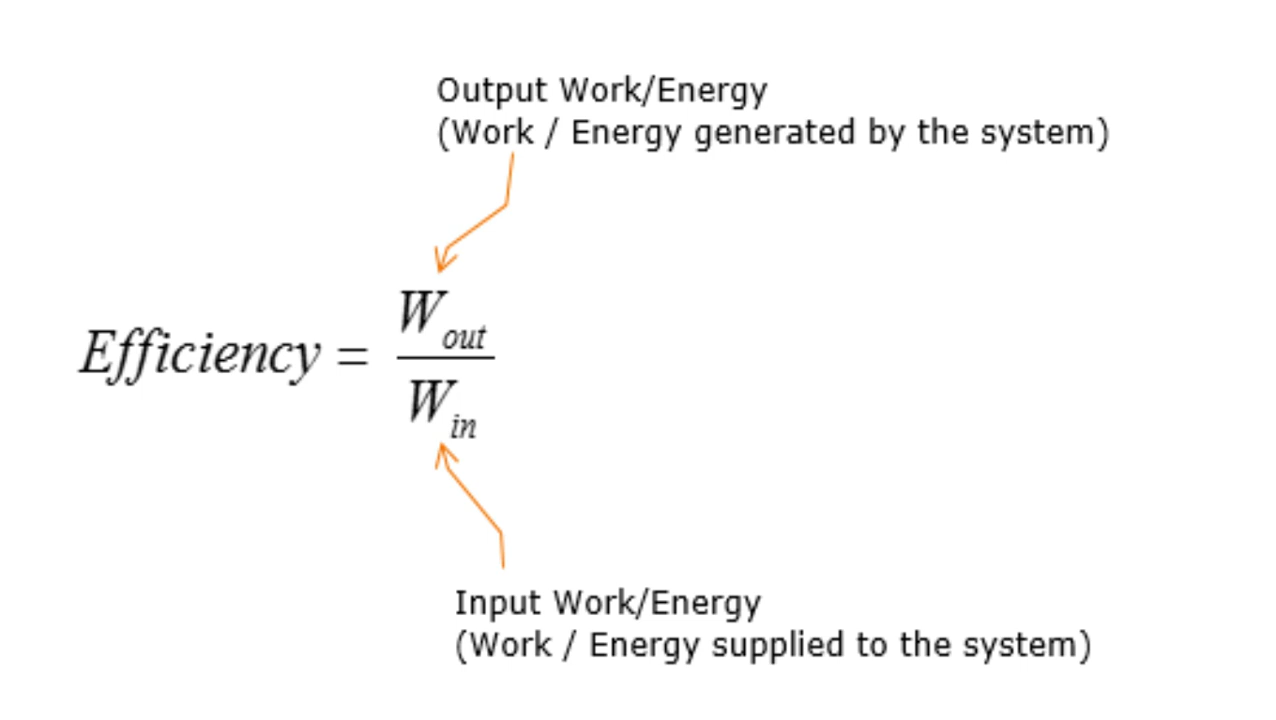 Output Work/Energy
(Work / Energy generated by the system)
Efficiency = W_out / W_in
Input Work/Energy
(Work / Energy supplied to the system)